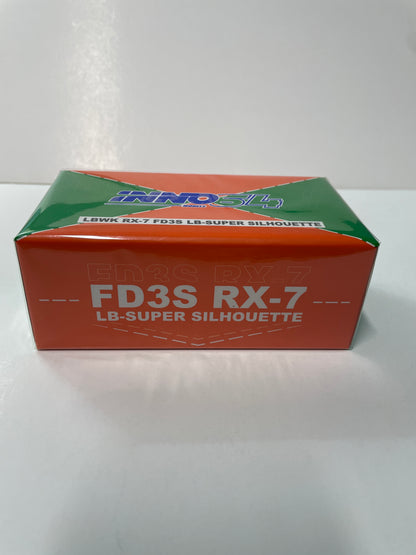 INNO64
LBWK RX-7 FD3S LB-SUPER SILHOUETTE
FD3S RX-7
FD3S RX-7
LB-SUPER SILHOUETTE